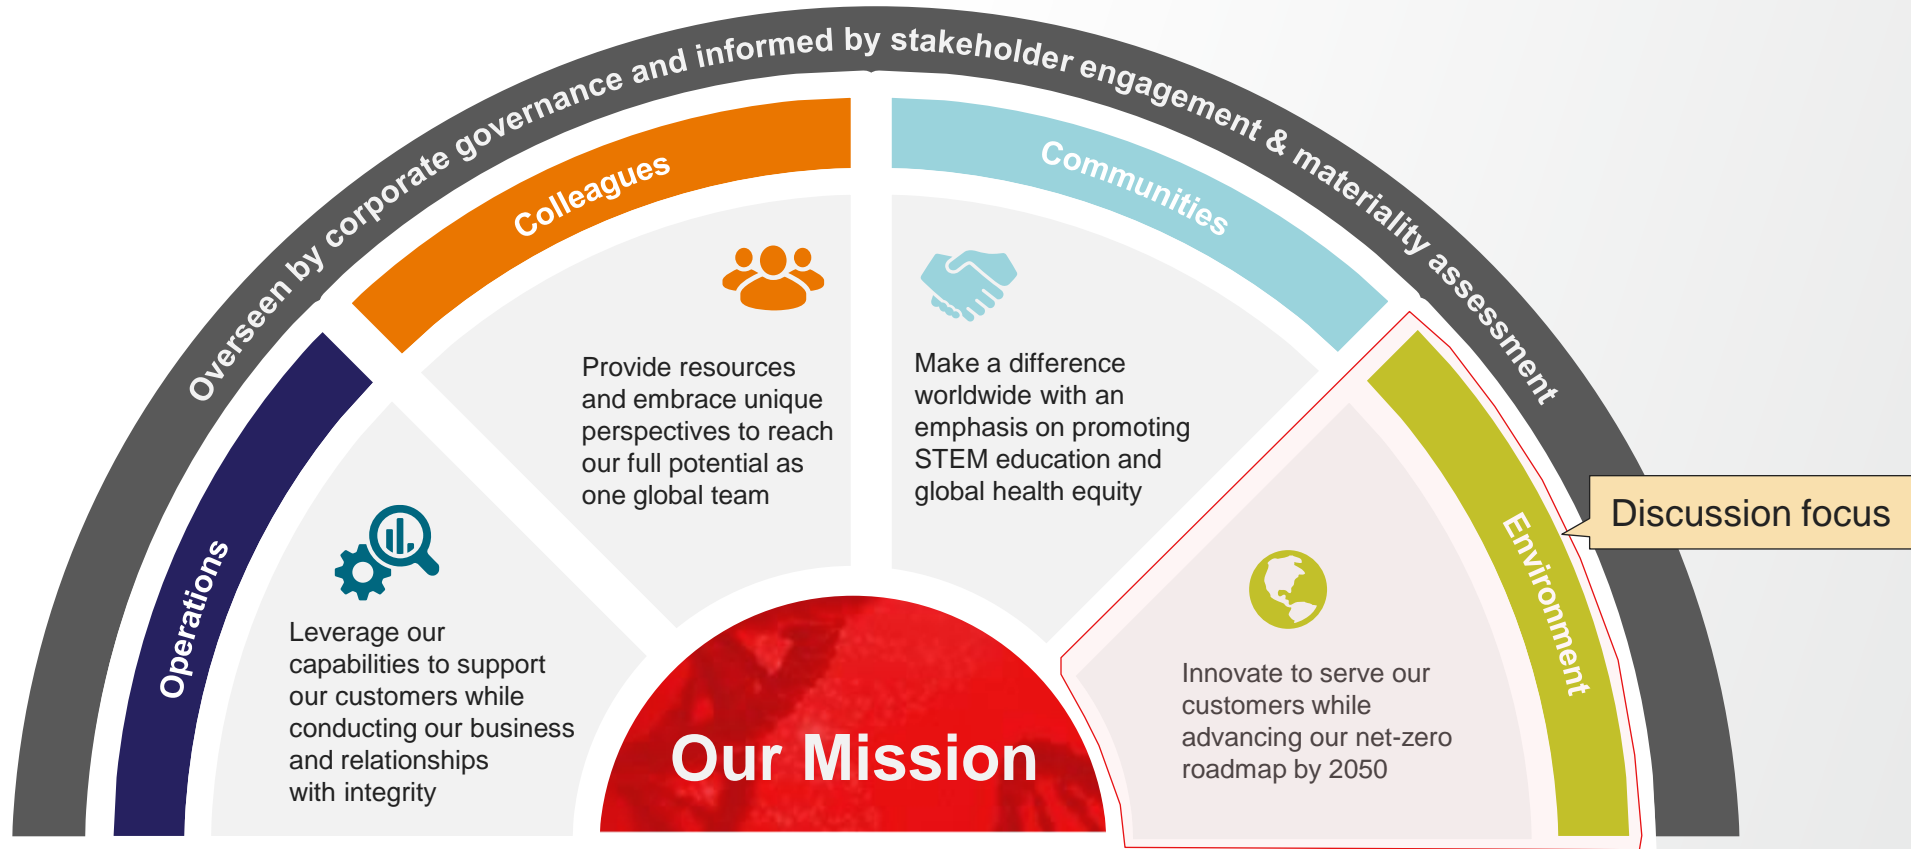 Overseen by corporate governance and informed by stakeholder engagement & materiality assessment
Operations
Leverage our
capabilities to support
our customers while
conducting our business
and relationships
with integrity
Colleagues
Provide resources
and embrace unique
perspectives to reach
our full potential as
one global team
Communities
Make a difference
worldwide with an
emphasis on promoting
STEM education and
global health equity
Environment
Innovate to serve our
customers while
advancing our net-zero
roadmap by 2050
Discussion focus
Our Mission